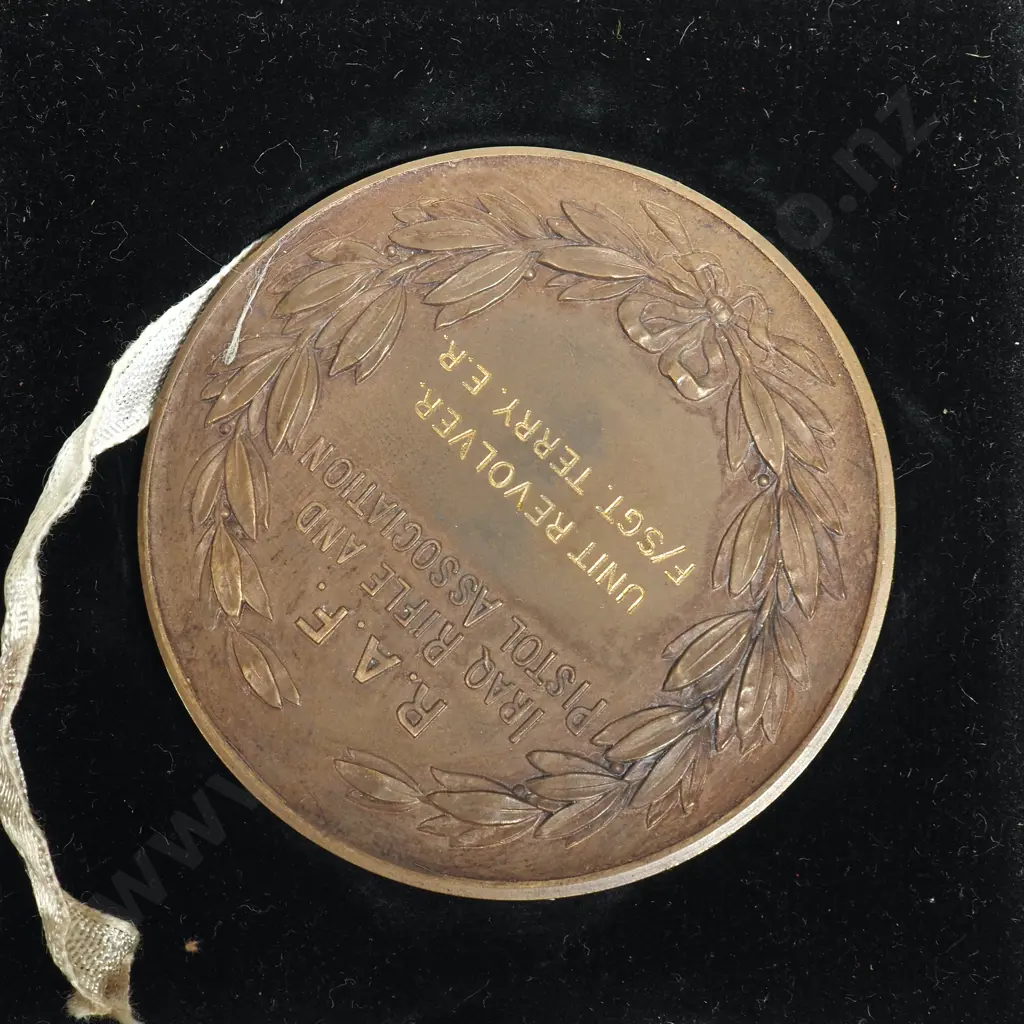 R.A.F.
IRAQ RIFLE AND
PISTOL ASSOCIATION
UNIT REVOLVER.
F/SGT. TERRY. E.R.